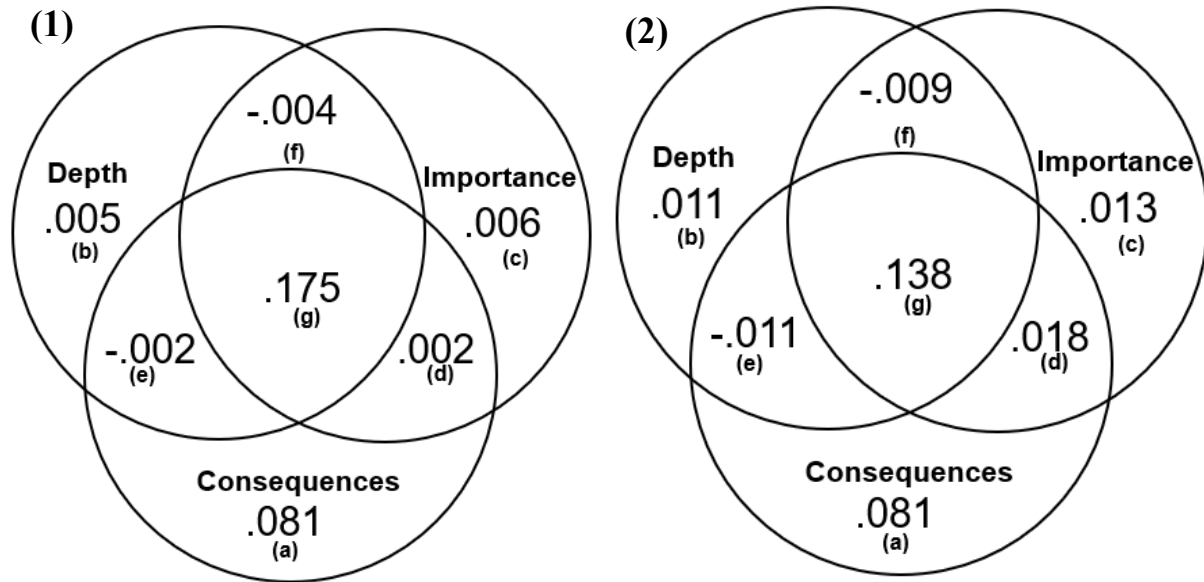 (1)
-.004
(f)
Depth
.005
(b)
Importance
.006
(c)
.175
(g)
-.002
(e)
.002
(d)
Consequences
.081
(a)
(2)
-.009
(f)
Depth
.011
(b)
Importance
.013
(c)
.138
(g)
-.011
(e)
.018
(d)
Consequences
.081
(a)